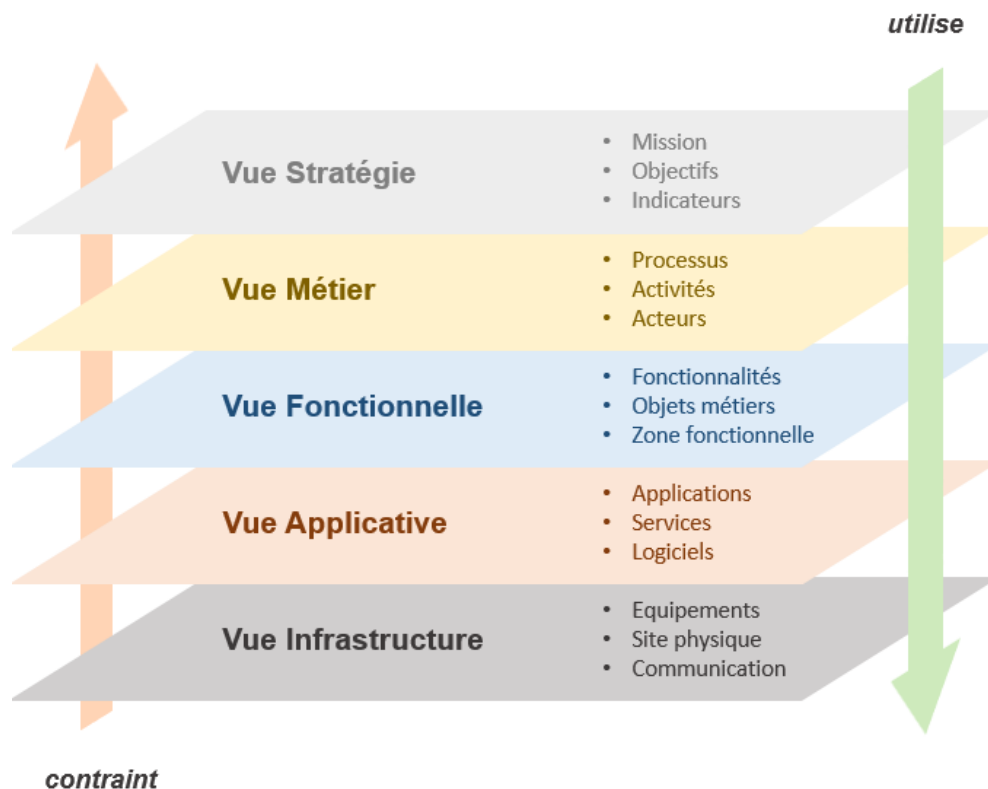 utilise
Vue Stratégie
• Mission
• Objectifs
• Indicateurs
Vue Métier
• Processus
• Activités
• Acteurs
Vue Fonctionnelle
• Fonctionnalités
• Objets métiers
• Zone fonctionnelle
Vue Applicative
• Applications
• Services
• Logiciels
Vue Infrastructure
• Equipements
• Site physique
• Communication
contraint